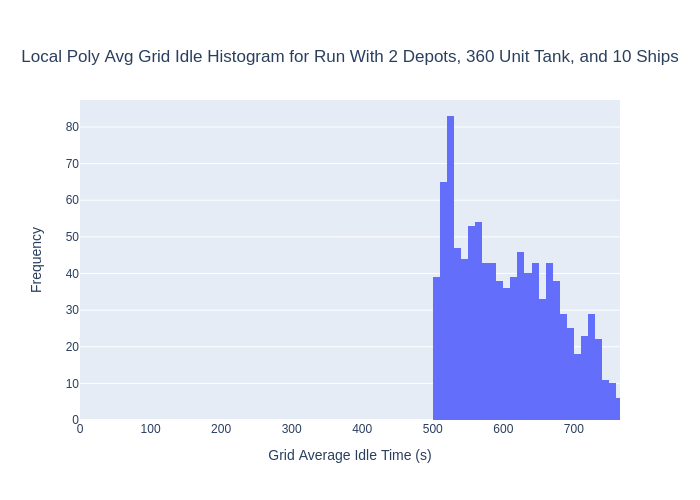 Local Poly Avg Grid Idle Histogram for Run With 2 Depots, 360 Unit Tank, and 10 Ships
80
70
60
50
40
30
20
10
0
Frequency
0 100 200 300 400 500 600 700
Grid Average Idle Time (s)